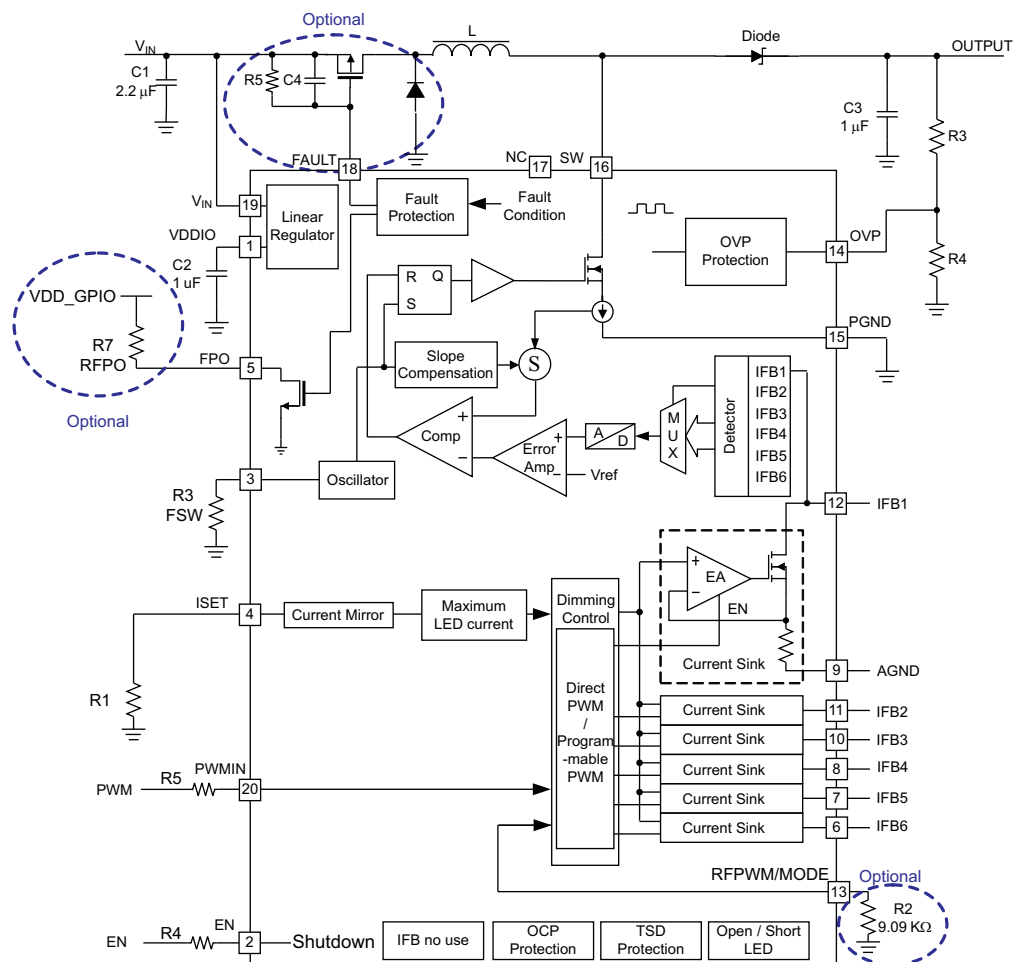 Optional
L
Diode
VIN
OUTPUT
C1
2.2 µF
R5
C4
C3
1 µF
R3
FAULT
18
NC
17
SW
16
VIN
19
Linear
Regulator
Fault
Protection
Fault
Condition
VDDIO
1
C2
1 uF
OVP
Protection
14
OVP
R4
Optional
VDD_GPIO
R7
RFPO
FPO
5
Optional
R
Q
S
PGND
15
Slope
Compensation
S
Comp
+
−
Error
Amp
+
−
Vref
A
D
M
U
X
Detector
IFB1
IFB2
IFB3
IFB4
IFB5
IFB6
3
Oscillator
R3
FSW
12
IFB1
+
−
EA
EN
Current Sink
9
AGND
ISET
4
Current Mirror
Maximum
LED current
Dimming
Control
R1
Direct
PWM
/
Program
-mable
PWM
Current Sink
11
IFB2
Current Sink
10
IFB3
Current Sink
8
IFB4
Current Sink
7
IFB5
Current Sink
6
IFB6
PWM
R5
PWMIN
20
RFPWM/MODE
13
Optional
R2
9.09 KΩ
EN
R4
EN
2
Shutdown
IFB no use
OCP
Protection
TSD
Protection
Open / Short
LED